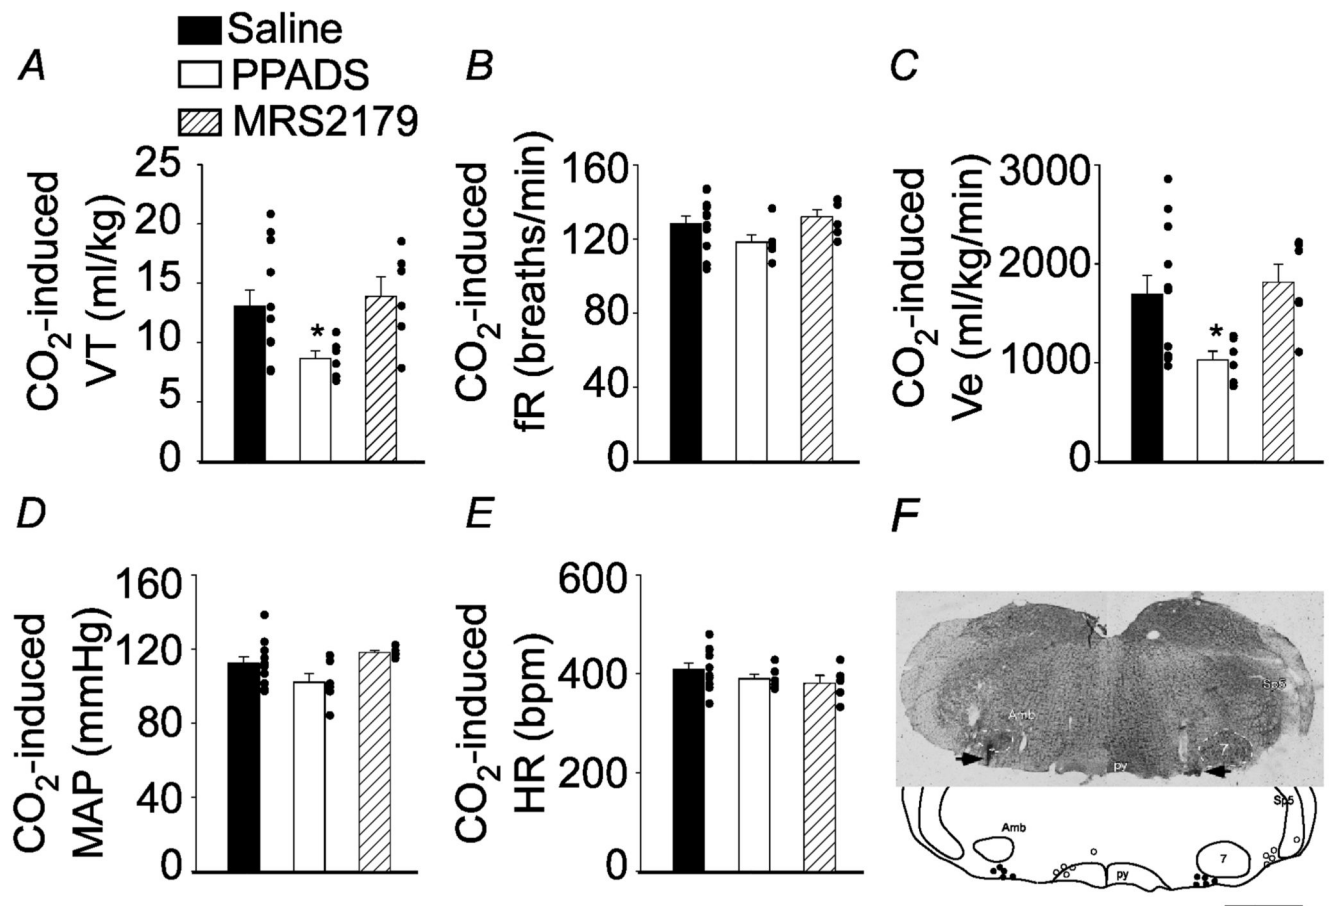 Saline
PPADS
MRS2179
A
CO2-induced
VT (ml/kg)
25
20
15
10
5
0
*
B
CO2-induced
fR (breaths/min)
160
120
80
40
0
C
CO2-induced
Ve (ml/kg/min)
3000
2000
1000
0
*
D
CO2-induced
MAP (mmHg)
160
120
80
40
0
E
CO2-induced
HR (bpm)
600
400
200
0
F
Sp5
Amb
7
py
Sp5
Amb
7
py